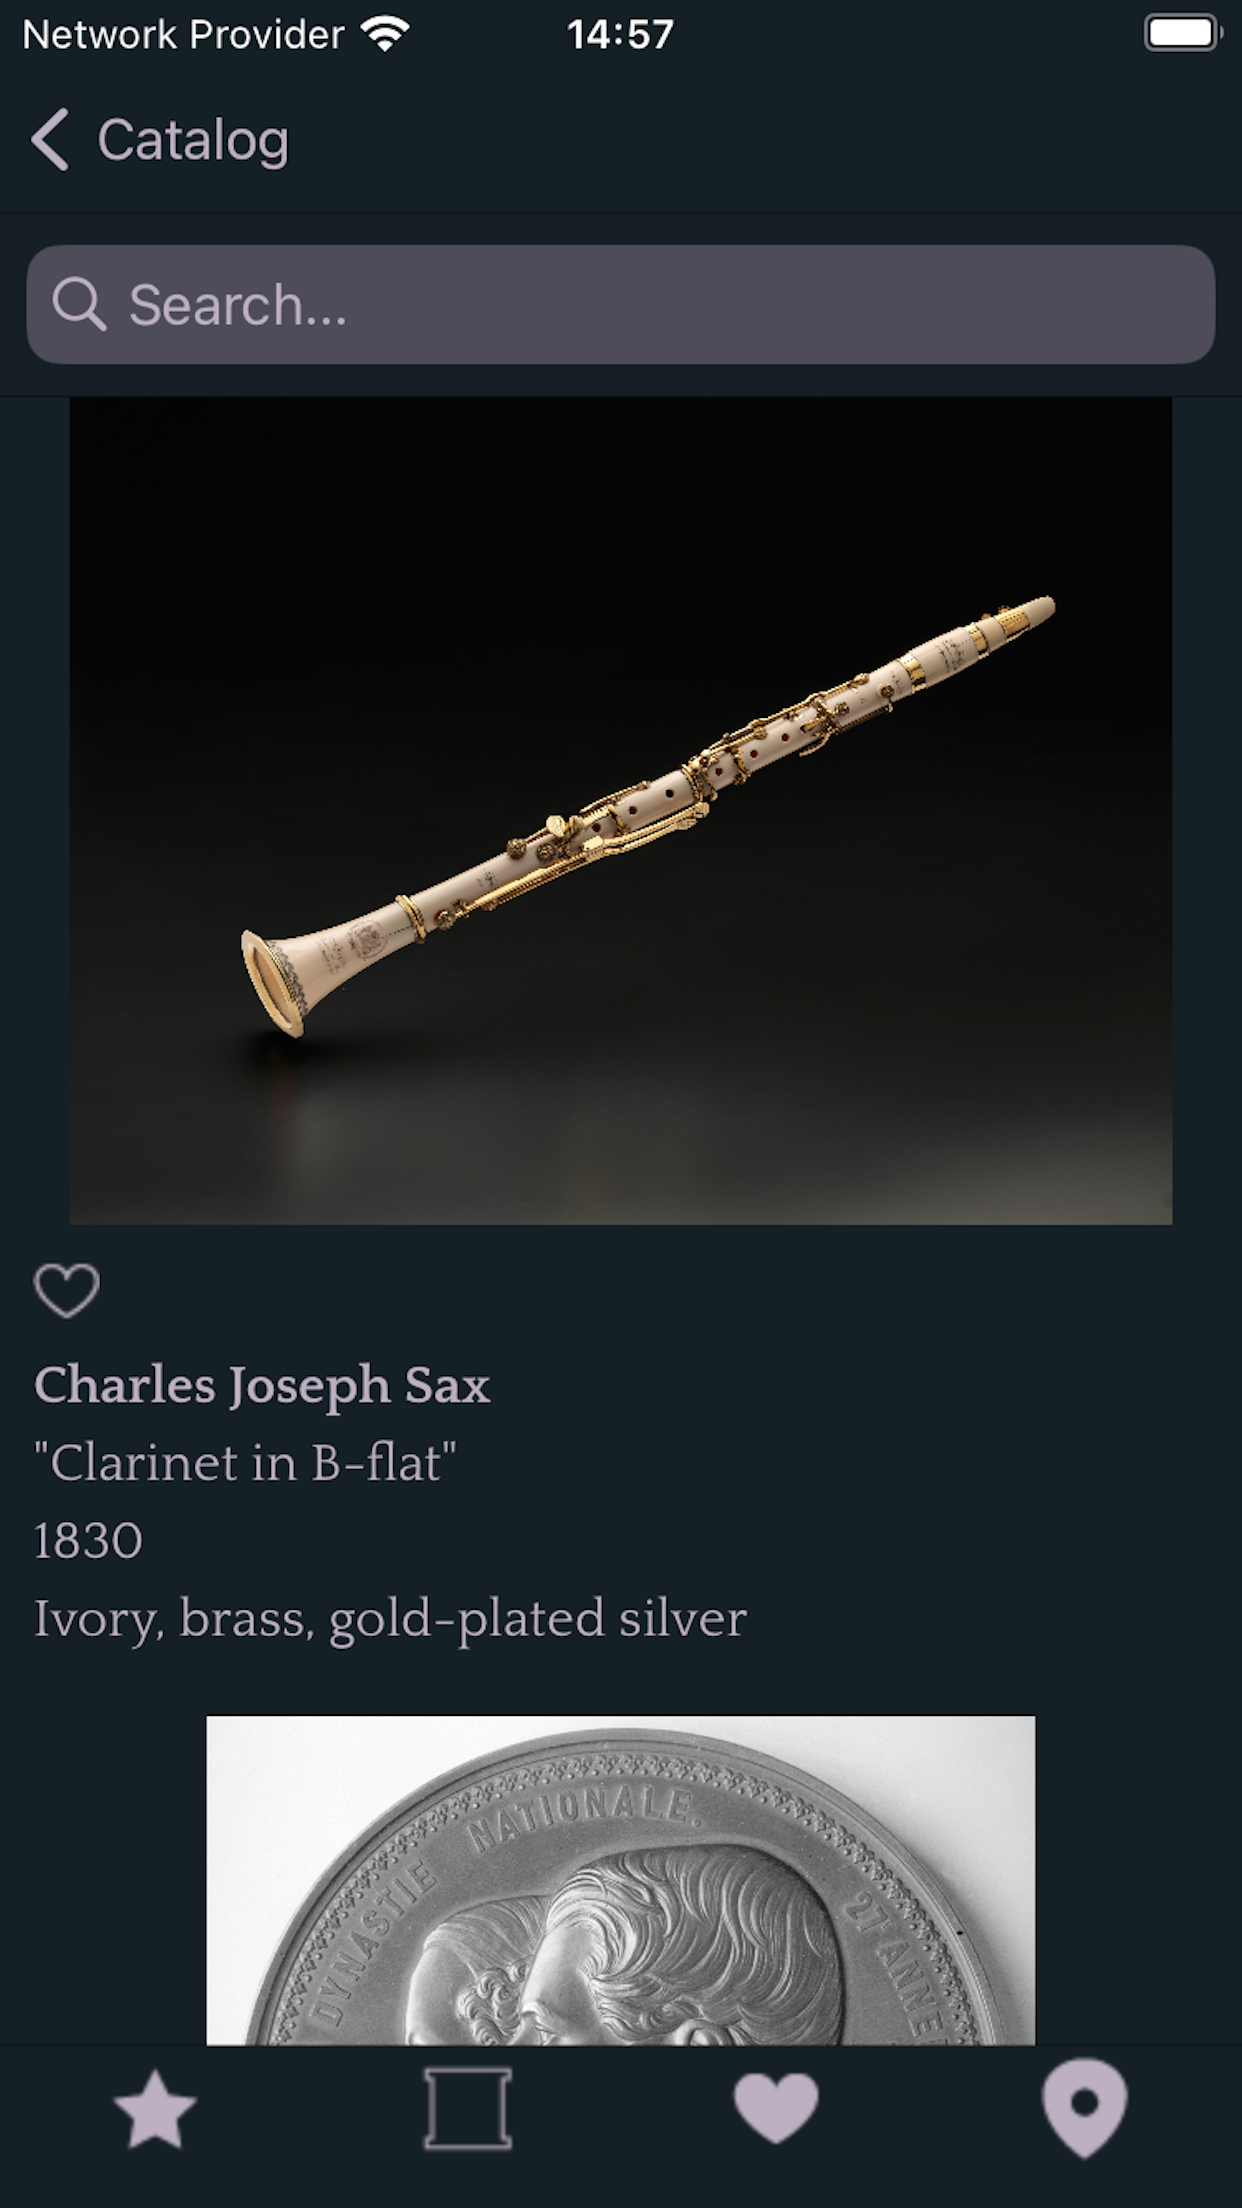 Network Provider 14:57
Catalog
Search...
Charles Joseph Sax
"Clarinet in B-flat"
1830
Ivory, brass, gold-plated silver
DYNASTIE NATIONALE. 27 ANNÉE